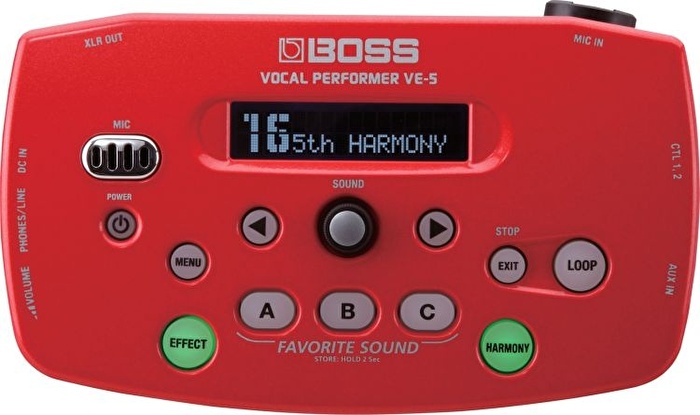 XLR OUT
MIC IN
BOSS
VOCAL PERFORMER VE-5
MIC
16 5th HARMONY
DC IN
PHONES/LINE
VOLUME
CTL 1, 2
AUX IN
POWER
SOUND
STOP
MENU
EXIT
LOOP
A
B
C
EFFECT
FAVORITE SOUND
STORE: HOLD 2 Sec
HARMONY